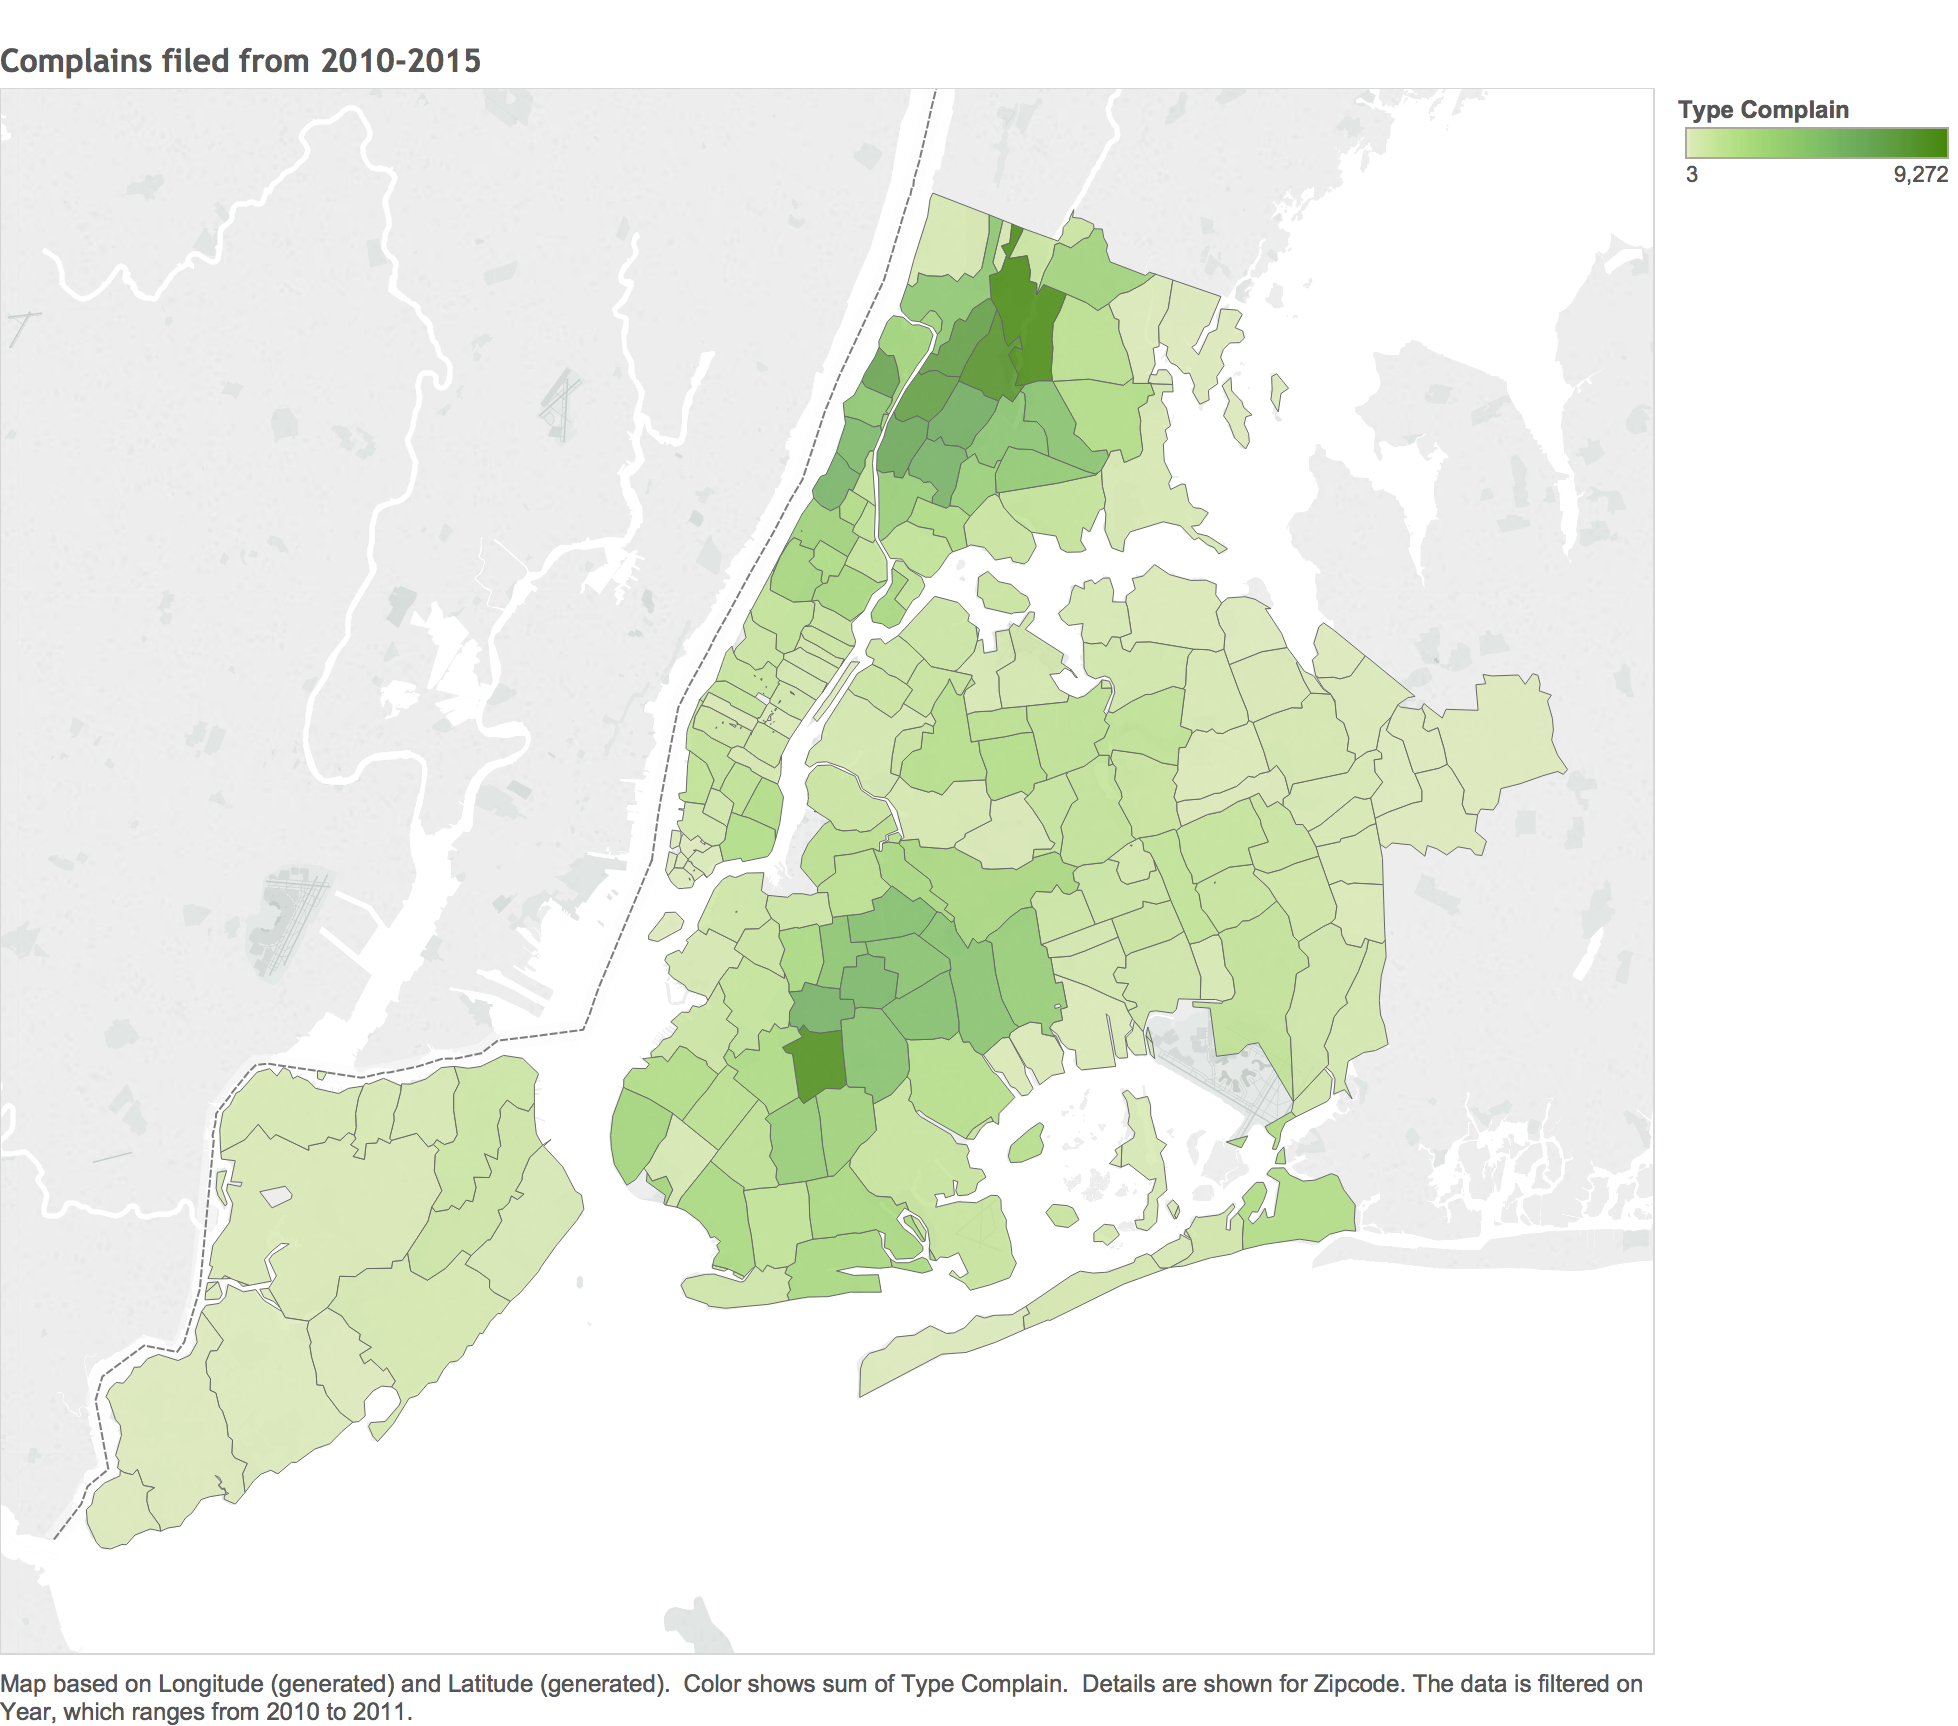 Complains filed from 2010-2015
Type Complain
3 9,272
Map based on Longitude (generated) and Latitude (generated). Color shows sum of Type Complain. Details are shown for Zipcode. The data is filtered on
Year, which ranges from 2010 to 2011.